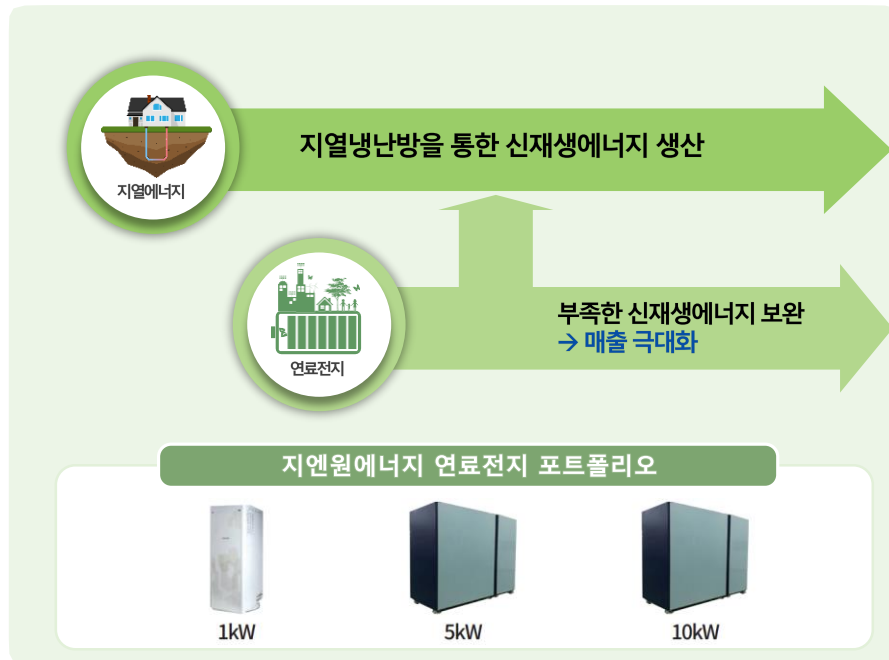 지열냉난방을 통한 신재생에너지 생산
지열에너지
부족한 신재생에너지 보완
→ 매출 극대화
연료전지
지엔원에너지 연료전지 포트폴리오
1kW
5kW
10kW